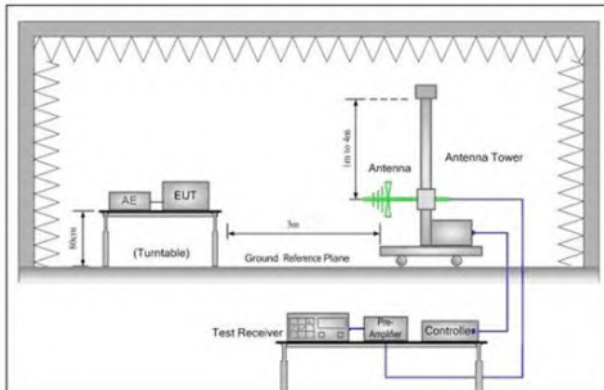 1m to 4m
Antenna Tower
Antenna
AE
EUT
80cm
3m
(Turntable)
Ground Reference Plane
Test Receiver
Pre-
Amplifier
Controller